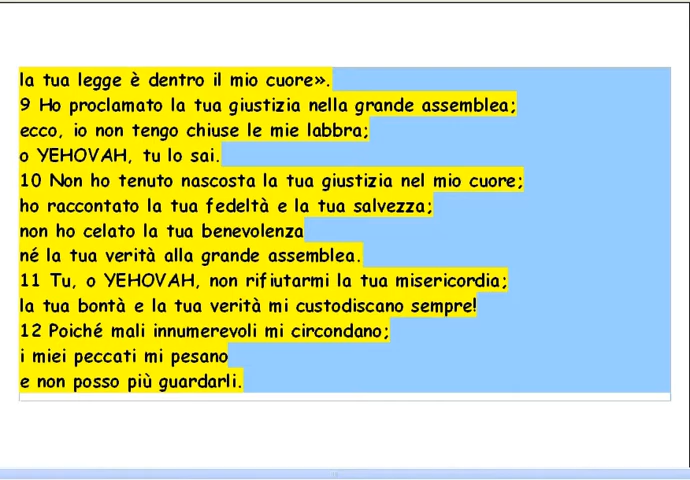 la tua legge è dentro il mio cuore».
9 Ho proclamato la tua giustizia nella grande assemblea;
ecco, io non tengo chiuse le mie labbra;
o YEHOVAH, tu lo sai.
10 Non ho tenuto nascosta la tua giustizia nel mio cuore;
ho raccontato la tua fedeltà e la tua salvezza;
non ho celato la tua benevolenza
né la tua verità alla grande assemblea.
11 Tu, o YEHOVAH, non rifiutarmi la tua misericordia;
la tua bontà e la tua verità mi custodiscano sempre!
12 Poiché mali innumerevoli mi circondano;
i miei peccati mi pesano
e non posso più guardarli.